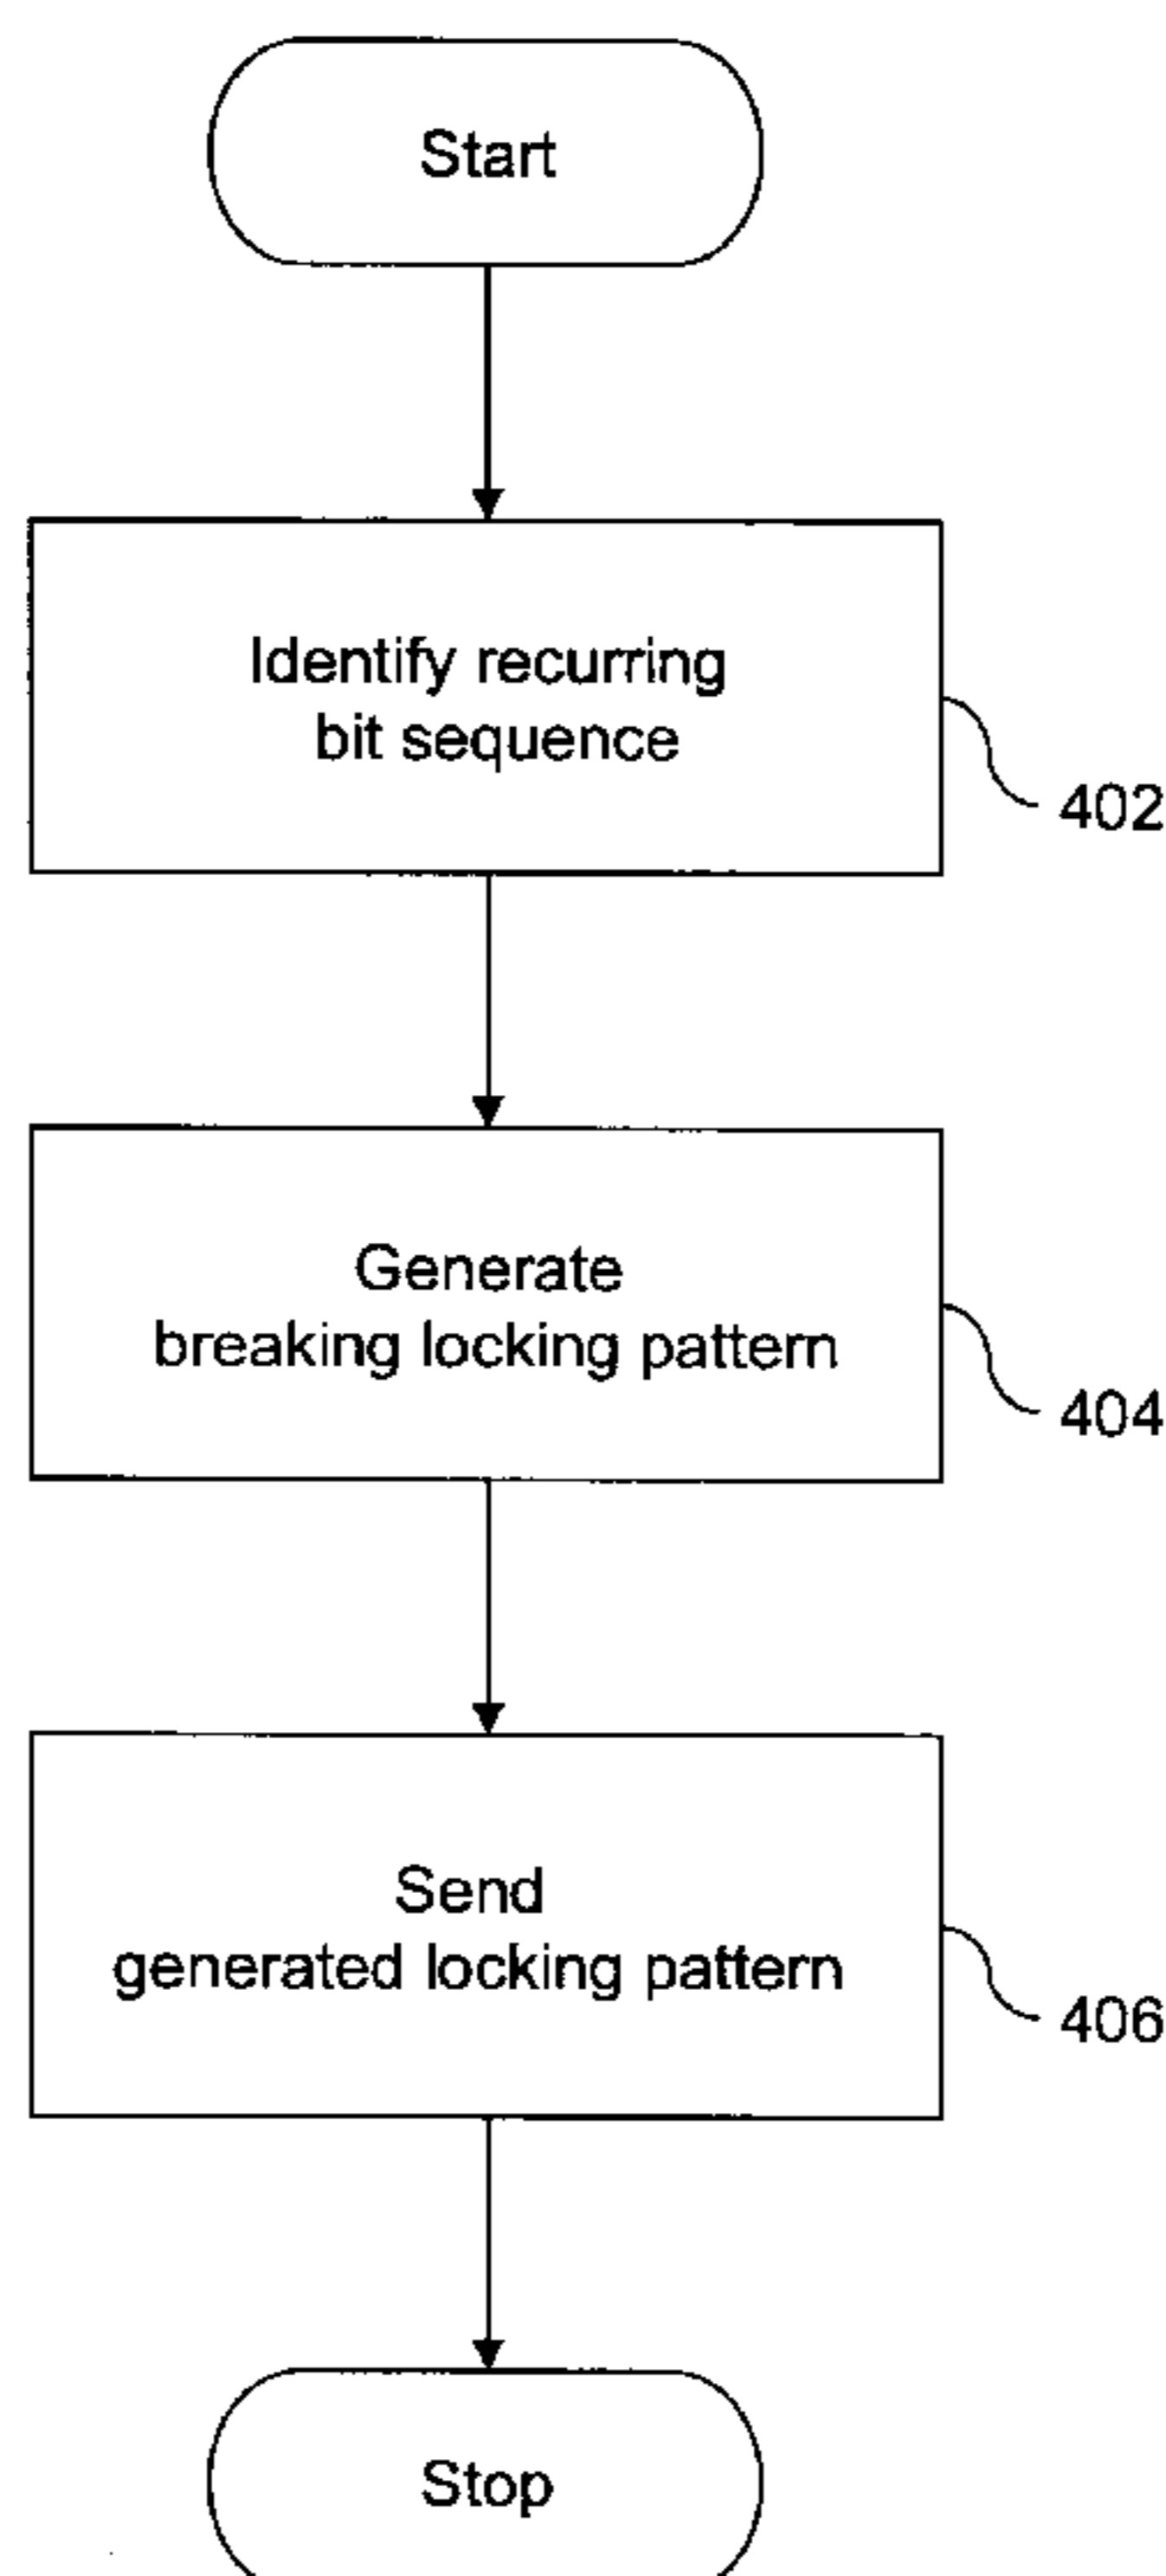 Start
Identify recurring
bit sequence
402
Generate
breaking locking pattern
404
Send
generated locking pattern
406
Stop